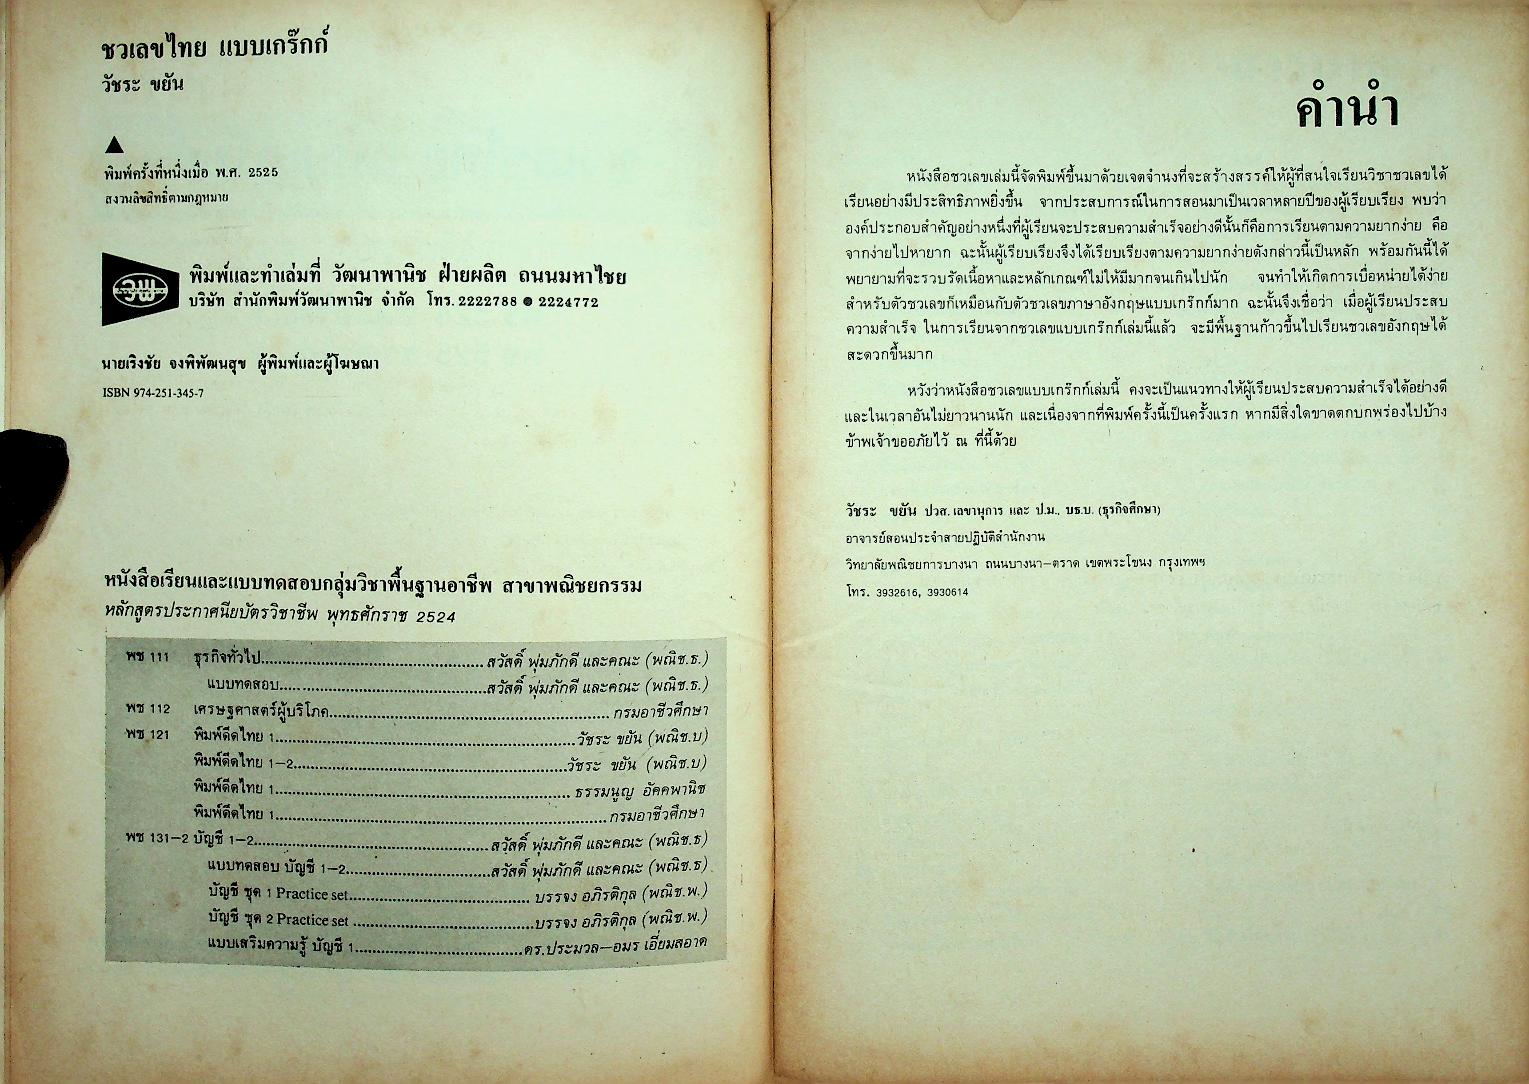 ชวเลขไทย แบบเกร๊กก์
วัชระ ขยัน
พิมพ์ครั้งที่หนึ่งเมื่อ พ.ศ. 2525
สงวนลิขสิทธิ์ตามกฎหมาย
วพ
พิมพ์และทำเล่มที่ วัฒนาพานิช ฝ่ายผลิต ถนนมหาไชย
บริษัท สำนักพิมพ์วัฒนาพานิช จำกัด โทร. 2222788 ● 2224772
นายเริงชัย จงพิพัฒนสุข ผู้พิมพ์และผู้โฆษณา
ISBN 974-251-345-7
หนังสือเรียนและแบบทดสอบกลุ่มวิชาพื้นฐานอาชีพ สาขาพณิชยกรรม
หลักสูตรประกาศนียบัตรวิชาชีพ พุทธศักราช 2524
พช 111 ธุรกิจทั่วไป..........สวัสดิ์ พุ่มภักดี และคณะ (พณิช.ธ.)
แบบทดสอบ..........สวัสดิ์ พุ่มภักดี และคณะ (พณิช.ธ.)
พช 112 เศรษฐศาสตร์ผู้บริโภค..........กรมอาชีวศึกษา
พช 121 พิมพ์ดีดไทย 1..........วัชระ ขยัน (พณิช.บ)
พิมพ์ดีดไทย 1–2..........วัชระ ขยัน (พณิช.บ)
พิมพ์ดีดไทย 1..........ธรรมนูญ อัคคพานิช
พิมพ์ดีดไทย 1..........กรมอาชีวศึกษา
พช 131–2 บัญชี 1–2..........สวัสดิ์ พุ่มภักดี และคณะ (พณิช.ธ)
แบบทดสอบ บัญชี 1–2..........สวัสดิ์ พุ่มภักดี และคณะ (พณิช.ธ)
บัญชี ชุด 1 Practice set..........บรรจง อภิรติกุล (พณิช.พ.)
บัญชี ชุด 2 Practice set..........บรรจง อภิรติกุล (พณิช.พ.)
แบบเสริมความรู้ บัญชี 1..........ดร.ประมวล–อมร เอี่ยมสอาด
คำนำ
หนังสือชวเลขเล่มนี้จัดพิมพ์ขึ้นมาด้วยเจตจำนงที่จะสร้างสรรค์ให้ผู้ที่สนใจเรียนวิชาชวเลขได้
เรียนอย่างมีประสิทธิภาพยิ่งขึ้น จากประสบการณ์ในการสอนมาเป็นเวลาหลายปีของผู้เรียบเรียง พบว่า
องค์ประกอบสำคัญอย่างหนึ่งที่ผู้เรียนจะประสบความสำเร็จอย่างดีนั้นก็คือการเรียนตามความยากง่าย คือ
จากง่ายไปหายาก ฉะนั้นผู้เรียบเรียงจึงได้เรียบเรียงตามความยากง่ายดังกล่าวนี้เป็นหลัก พร้อมกันนี้ได้
พยายามที่จะรวบรัดเนื้อหาและหลักเกณฑ์ไม่ให้มีมากจนเกินไปนัก จนทำให้เกิดการเบื่อหน่ายได้ง่าย
สำหรับตัวชวเลขก็เหมือนกับตัวชวเลขภาษาอังกฤษแบบเกร๊กก์มาก ฉะนั้นจึงเชื่อว่า เมื่อผู้เรียนประสบ
ความสำเร็จ ในการเรียนจากชวเลขแบบเกร๊กก์เล่มนี้แล้ว จะมีพื้นฐานก้าวขึ้นไปเรียนชวเลขอังกฤษได้
สะดวกขึ้นมาก
หวังว่าหนังสือชวเลขแบบเกร๊กก์เล่มนี้ คงจะเป็นแนวทางให้ผู้เรียนประสบความสำเร็จได้อย่างดี
และในเวลาอันไม่ยาวนานนัก และเนื่องจากที่พิมพ์ครั้งนี้เป็นครั้งแรก หากมีสิ่งใดขาดตกบกพร่องไปบ้าง
ข้าพเจ้าขออภัยไว้ ณ ที่นี้ด้วย
วัชระ ขยัน ปวส. เลขานุการ และ ป.ม., บธ.บ. (ธุรกิจศึกษา)
อาจารย์สอนประจำสายปฏิบัติสำนักงาน
วิทยาลัยพณิชยการบางนา ถนนบางนา–ตราด เขตพระโขนง กรุงเทพฯ
โทร. 3932616, 3930614